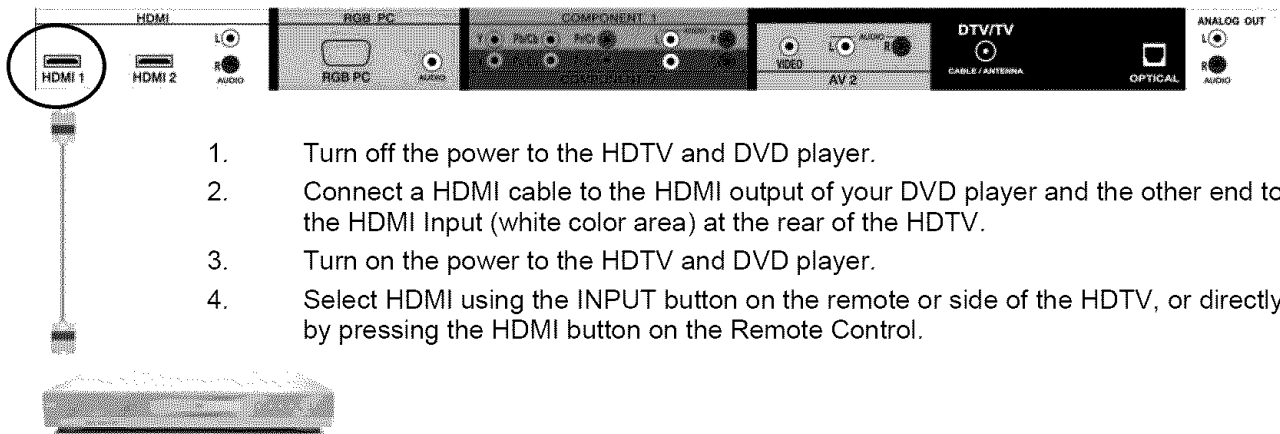 HDMI
RGB PC
COMPONENT 1
ANALOG OUT
DTV/TV
L
R
HDMI 1
HDMI 2
AUDIO
RGB PC
AUDIO
VIDEO
L AUDIO R
AV 2
CABLE / ANTENNA
OPTICAL
L
R
AUDIO
1. Turn off the power to the HDTV and DVD player.
2. Connect a HDMI cable to the HDMI output of your DVD player and the other end to
the HDMI Input (white color area) at the rear of the HDTV.
3. Turn on the power to the HDTV and DVD player.
4. Select HDMI using the INPUT button on the remote or side of the HDTV, or directly
by pressing the HDMI button on the Remote Control.